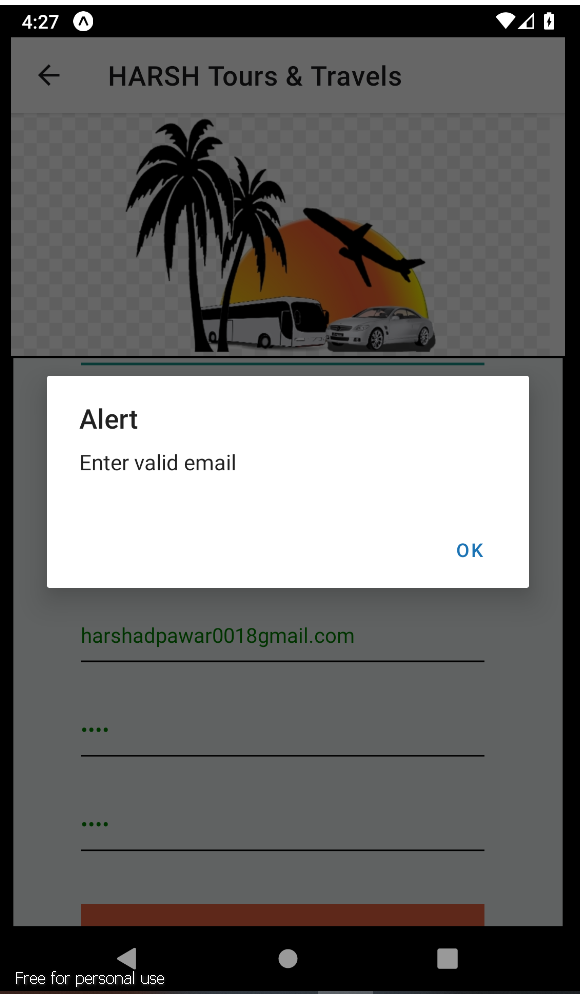 4:27
HARSH Tours & Travels
Alert
Enter valid email
OK
harshadpawar0018gmail.com
••••
••••
Free for personal use